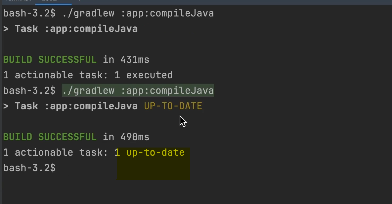 bash-3.2$ ./gradlew :app:compileJava
> Task :app:compileJava
BUILD SUCCESSFUL in 431ms
1 actionable task: 1 executed
bash-3.2$ ./gradlew :app:compileJava
> Task :app:compileJava UP-TO-DATE
BUILD SUCCESSFUL in 490ms
1 actionable task: 1 up-to-date
bash-3.2$